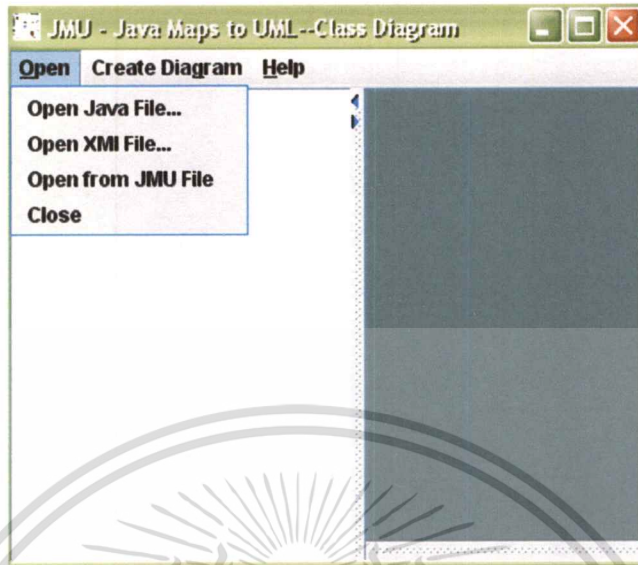 JMU - Java Maps to UML--Class Diagram
Open Create Diagram Help
Open Java File...
Open XMI File...
Open from JMU File
Close